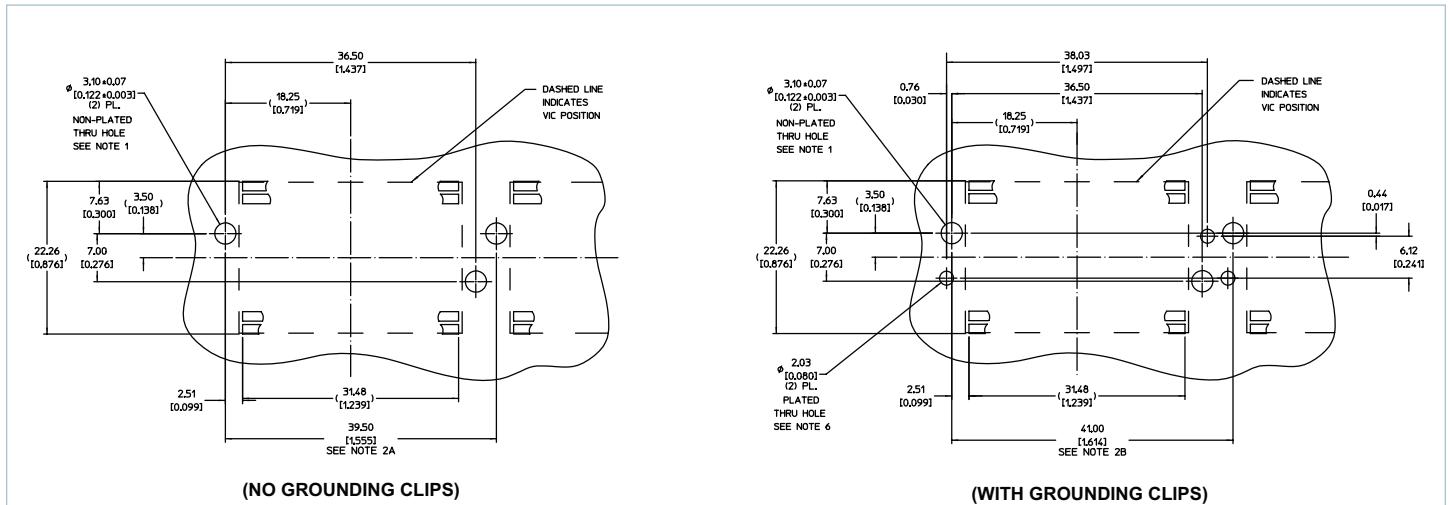 36.50
[1.437]
3.10±0.07
ø [0.122±0.003]
(2) PL.
NON-PLATED
THRU HOLE
SEE NOTE 1
(18.25
[0.719])
DASHED LINE
INDICATES
VIC POSITION
7.63
[0.300]
(3.50
[0.138])
(22.26
[0.876])
7.00
[0.276]
2.51
[0.099]
(31.48
[1.239])
39.50
[1.555]
SEE NOTE 2A
(NO GROUNDING CLIPS)
38.03
[1.497]
3.10±0.07
ø [0.122±0.003]
(2) PL.
NON-PLATED
THRU HOLE
SEE NOTE 1
0.76
[0.030]
36.50
[1.437]
(18.25
[0.719])
DASHED LINE
INDICATES
VIC POSITION
7.63
[0.300]
(3.50
[0.138])
0.44
[0.017]
(22.26
[0.876])
7.00
[0.276]
6.12
[0.241]
ø 2.03
[0.080]
(2) PL.
PLATED
THRU HOLE
SEE NOTE 6
2.51
[0.099]
(31.48
[1.239])
41.00
[1.614]
SEE NOTE 2B
(WITH GROUNDING CLIPS)